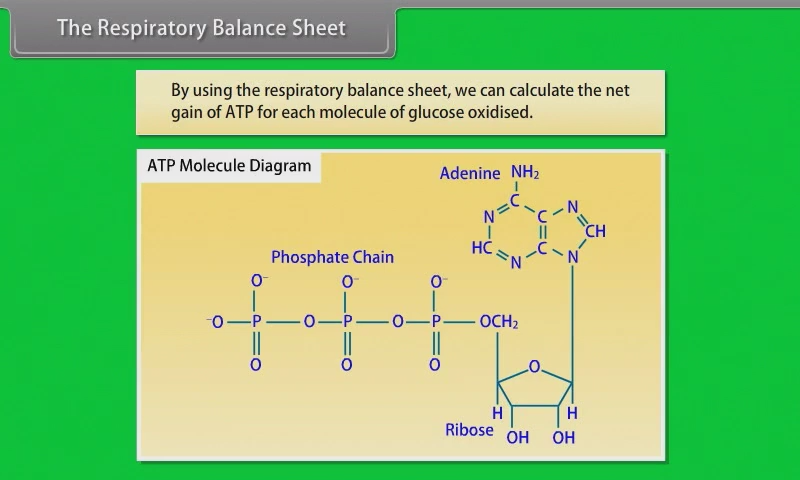 The Respiratory Balance Sheet
By using the respiratory balance sheet, we can calculate the net
gain of ATP for each molecule of glucose oxidised.
ATP Molecule Diagram
Adenine NH₂
C
N C N
CH
HC C
N N
Phosphate Chain
O⁻ O⁻ O⁻
⁻O P O P O P OCH₂
O O O
O
H H
Ribose OH OH